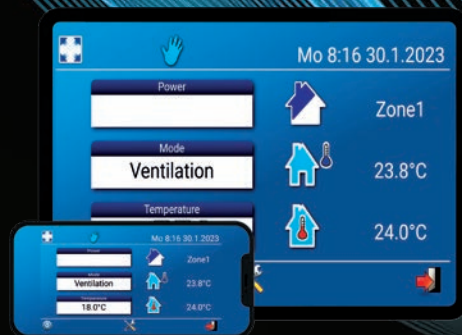 Mo 8:16 30.1.2023
Power
Zone1
Mode
Ventilation
23.8°C
Temperature
24.0°C
Mo 8:16 30.1.2023
Power
Zone1
Mode
Ventilation
23.8°C
Temperature
18.0°C
24.0°C